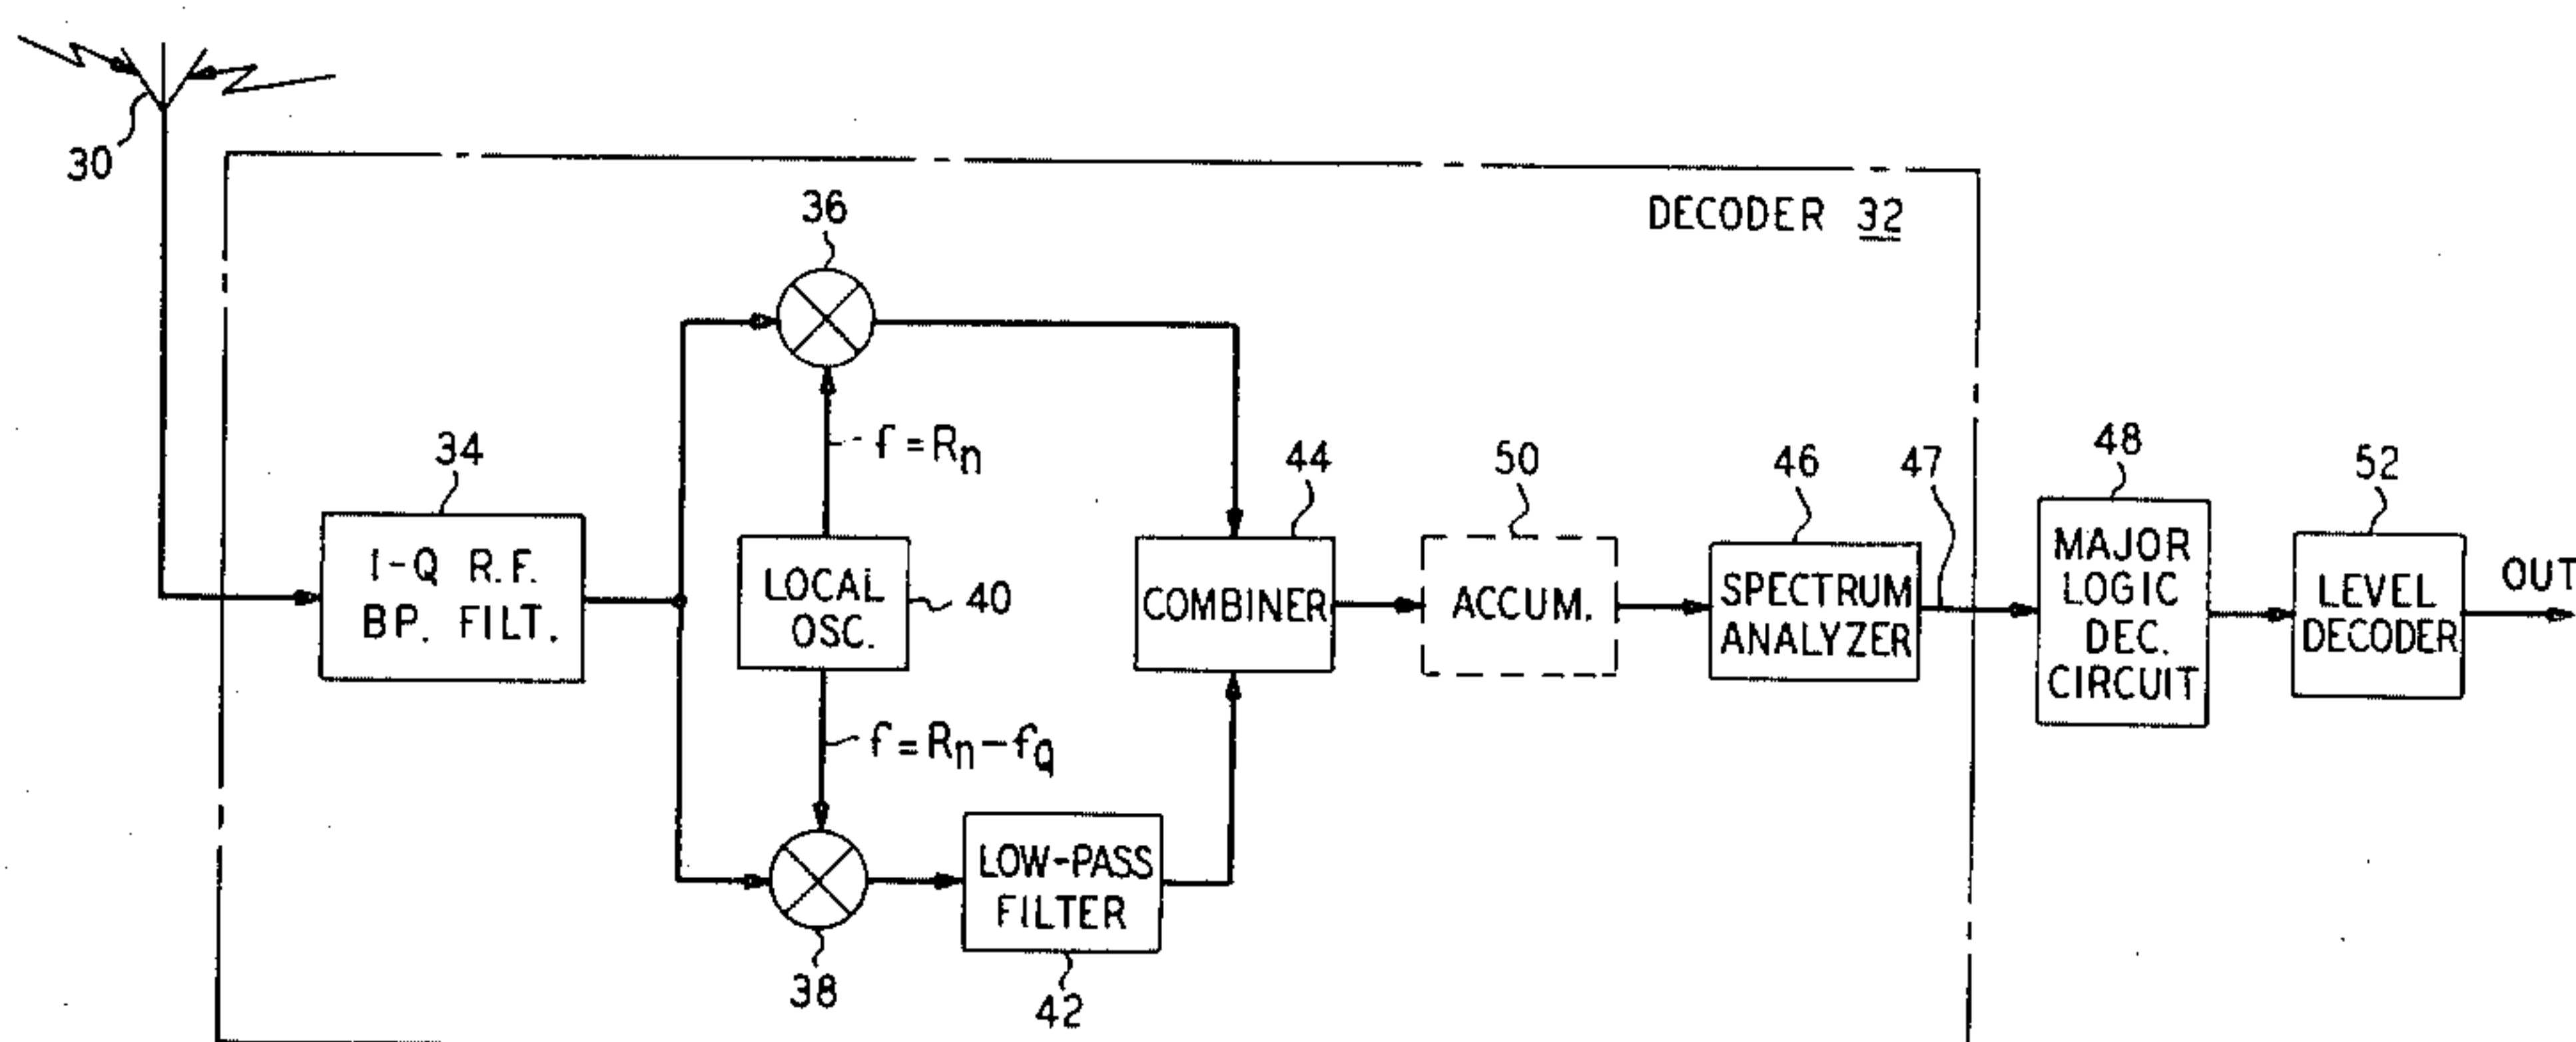 30
DECODER 32
36
f = Rn
34
I-Q R.F.
BP. FILT.
LOCAL
OSC.
40
f = Rn - fQ
38
LOW-PASS
FILTER
42
44
COMBINER
50
ACCUM.
46
SPECTRUM
ANALYZER
47
48
MAJOR
LOGIC
DEC.
CIRCUIT
52
LEVEL
DECODER
OUT